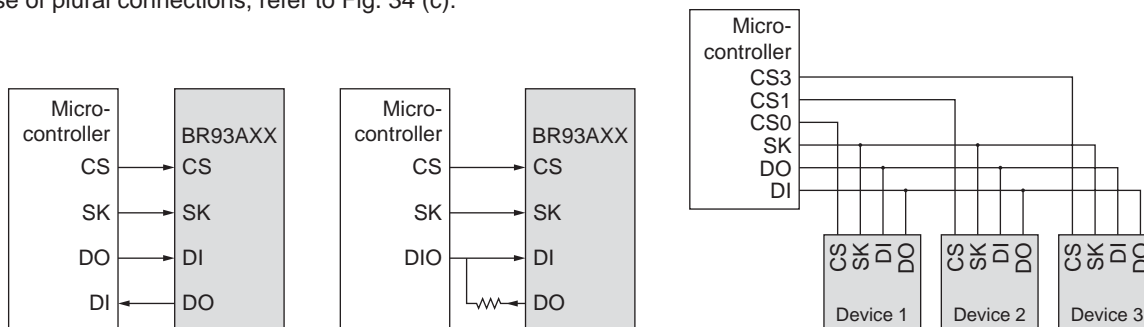 se of plural connections, refer to Fig. 34 (c).
Micro-
controller
CS
SK
DO
DI
BR93AXX
CS
SK
DI
DO
Micro-
controller
CS
SK
DIO
BR93AXX
CS
SK
DI
DO
Micro-
controller
CS3
CS1
CS0
SK
DO
DI
CS
SK
DI
DO
Device 1
CS
SK
DI
DO
Device 2
CS
SK
DI
DO
Device 3